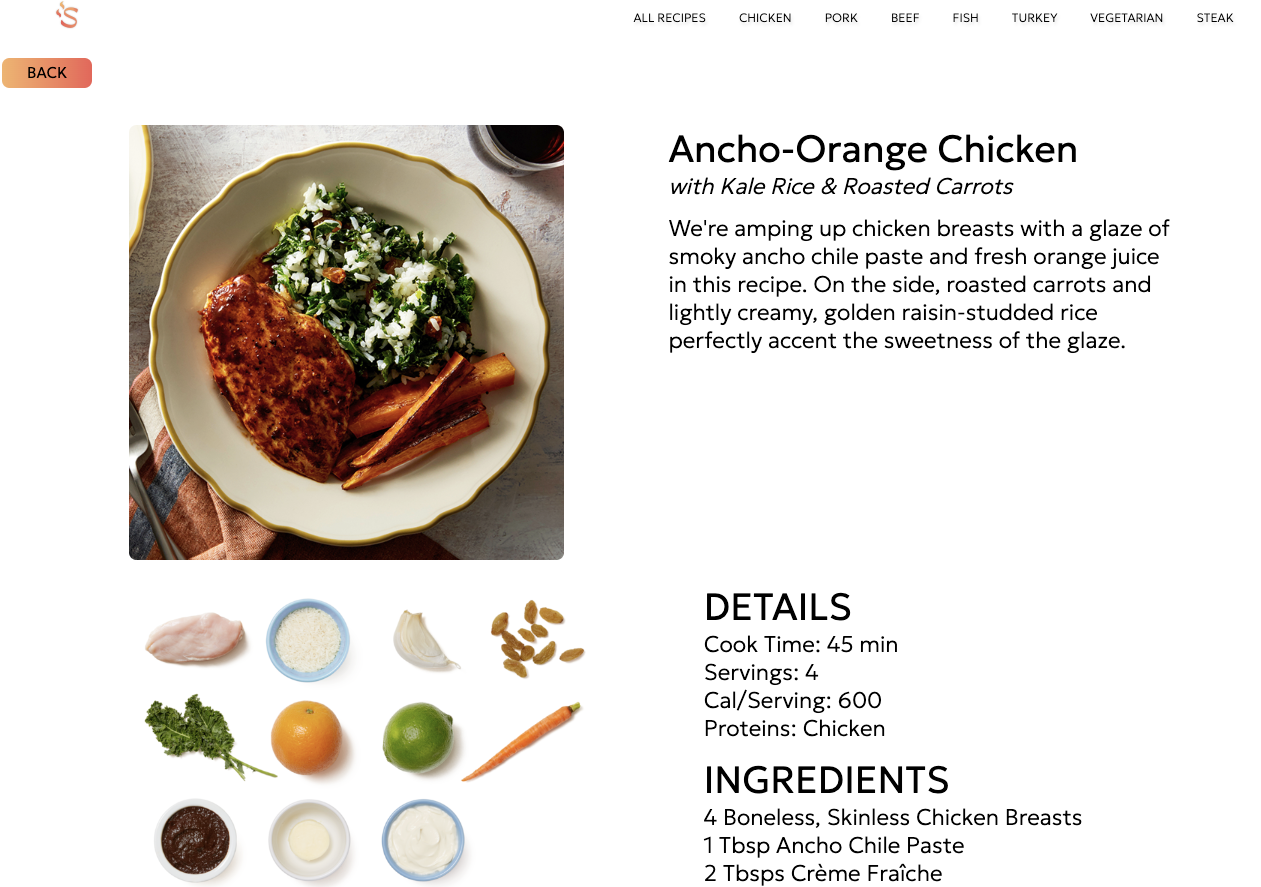 S
ALL RECIPES CHICKEN PORK BEEF FISH TURKEY VEGETARIAN STEAK
BACK
Ancho-Orange Chicken
with Kale Rice & Roasted Carrots
We're amping up chicken breasts with a glaze of
smoky ancho chile paste and fresh orange juice
in this recipe. On the side, roasted carrots and
lightly creamy, golden raisin-studded rice
perfectly accent the sweetness of the glaze.
DETAILS
Cook Time: 45 min
Servings: 4
Cal/Serving: 600
Proteins: Chicken
INGREDIENTS
4 Boneless, Skinless Chicken Breasts
1 Tbsp Ancho Chile Paste
2 Tbsps Crème Fraîche